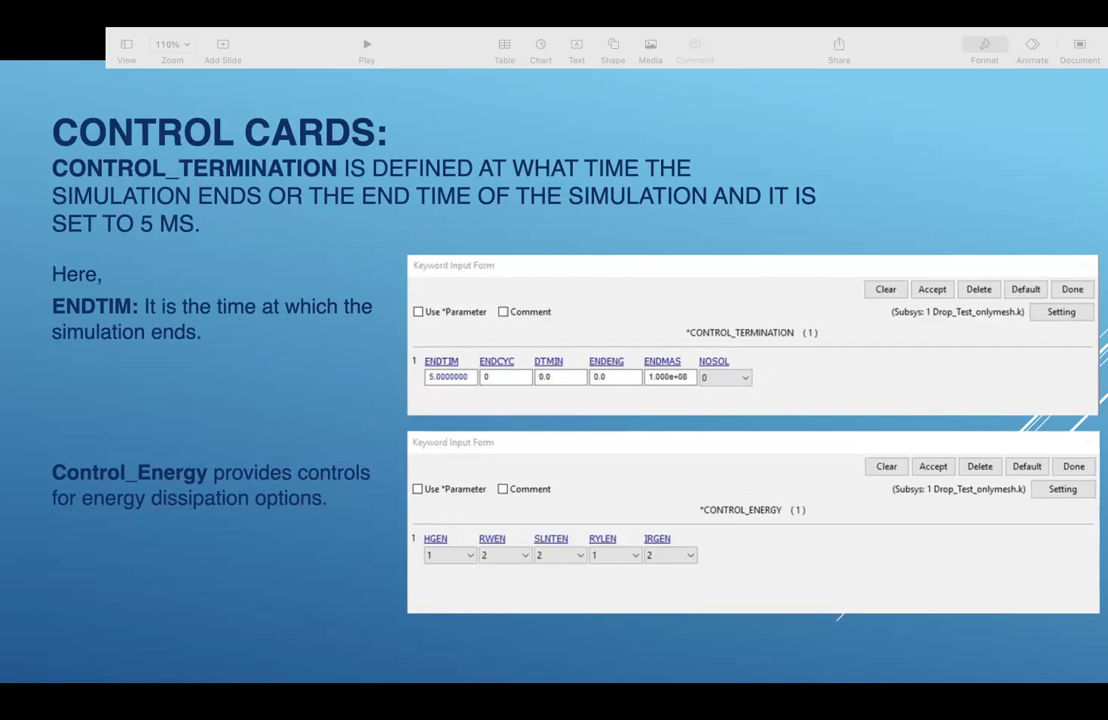 110%
View Zoom Add Slide Play Table Chart Text Shape Media Comment Share Format Animate Document
CONTROL CARDS:
CONTROL_TERMINATION IS DEFINED AT WHAT TIME THE
SIMULATION ENDS OR THE END TIME OF THE SIMULATION AND IT IS
SET TO 5 MS.
Here,
ENDTIM: It is the time at which the
simulation ends.
Keyword Input Form
Clear Accept Delete Default Done
Use *Parameter Comment (Subsys: 1 Drop_Test_onlymesh.k) Setting
*CONTROL_TERMINATION (1)
1 ENDTIM ENDCYC DTMIN ENDENG ENDMAS NOSOL
5.0000000 0 0.0 0.0 1.000e+08 0
Control_Energy provides controls
for energy dissipation options.
Keyword Input Form
Clear Accept Delete Default Done
Use *Parameter Comment (Subsys: 1 Drop_Test_onlymesh.k) Setting
*CONTROL_ENERGY (1)
1 HGEN RWEN SLNTEN RYLEN IRGEN
1 2 2 1 2